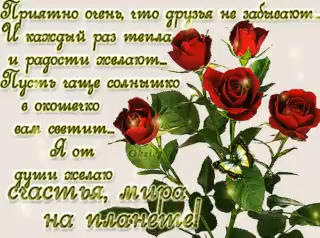 Приятно очень, что друзья не забывают...
И каждый раз тепла
и радости желают...
Пусть чаще солнышко
в окошечко
вам светит...
Я от
души желаю
счастья, мира
на планете!